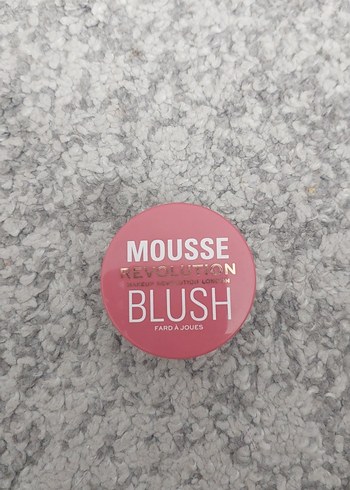 MOUSSE
REVOLUTION
MAKEUP REVOLUTION LONDON
BLUSH
FARD À JOUES